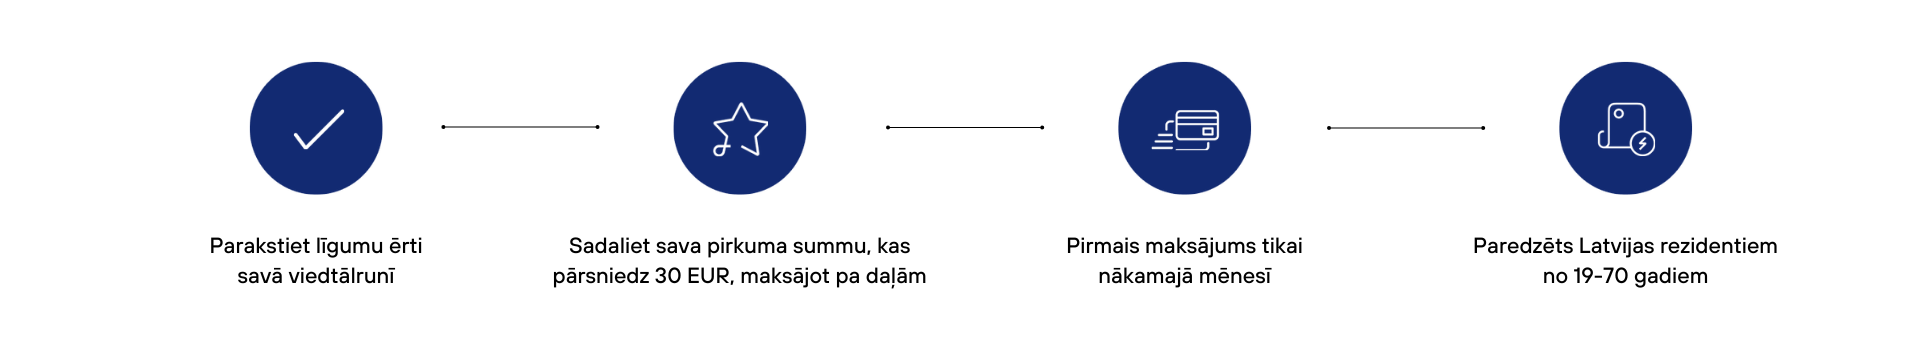 Parakstiet līgumu ērti
savā viedtālrunī
Sadaliet sava pirkuma summu, kas
pārsniedz 30 EUR, maksājot pa daļām
Pirmais maksājums tikai
nākamajā mēnesī
Paredzēts Latvijas rezidentiem
no 19-70 gadiem